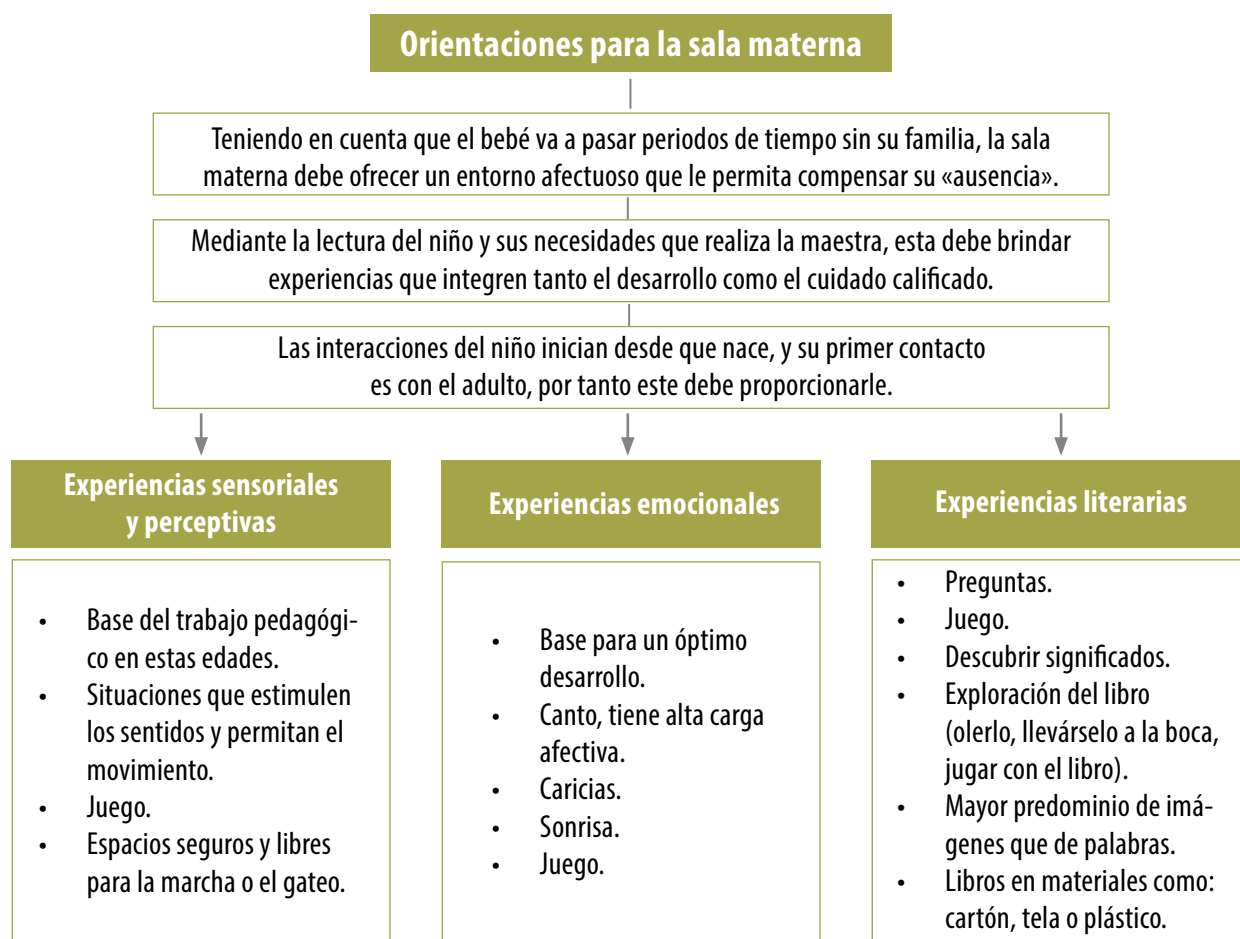 Orientaciones para la sala materna
Teniendo en cuenta que el bebé va a pasar periodos de tiempo sin su familia, la sala
materna debe ofrecer un entorno afectuoso que le permita compensar su «ausencia».
Mediante la lectura del niño y sus necesidades que realiza la maestra, esta debe brindar
experiencias que integren tanto el desarrollo como el cuidado calificado.
Las interacciones del niño inician desde que nace, y su primer contacto
es con el adulto, por tanto este debe proporcionarle.
Experiencias sensoriales
y perceptivas
• Base del trabajo pedagógi-
co en estas edades.
• Situaciones que estimulen
los sentidos y permitan el
movimiento.
• Juego.
• Espacios seguros y libres
para la marcha o el gateo.
Experiencias emocionales
• Base para un óptimo
desarrollo.
• Canto, tiene alta carga
afectiva.
• Caricias.
• Sonrisa.
• Juego.
Experiencias literarias
• Preguntas.
• Juego.
• Descubrir significados.
• Exploración del libro
(olerlo, llevárselo a la boca,
jugar con el libro).
• Mayor predominio de imá-
genes que de palabras.
• Libros en materiales como:
cartón, tela o plástico.